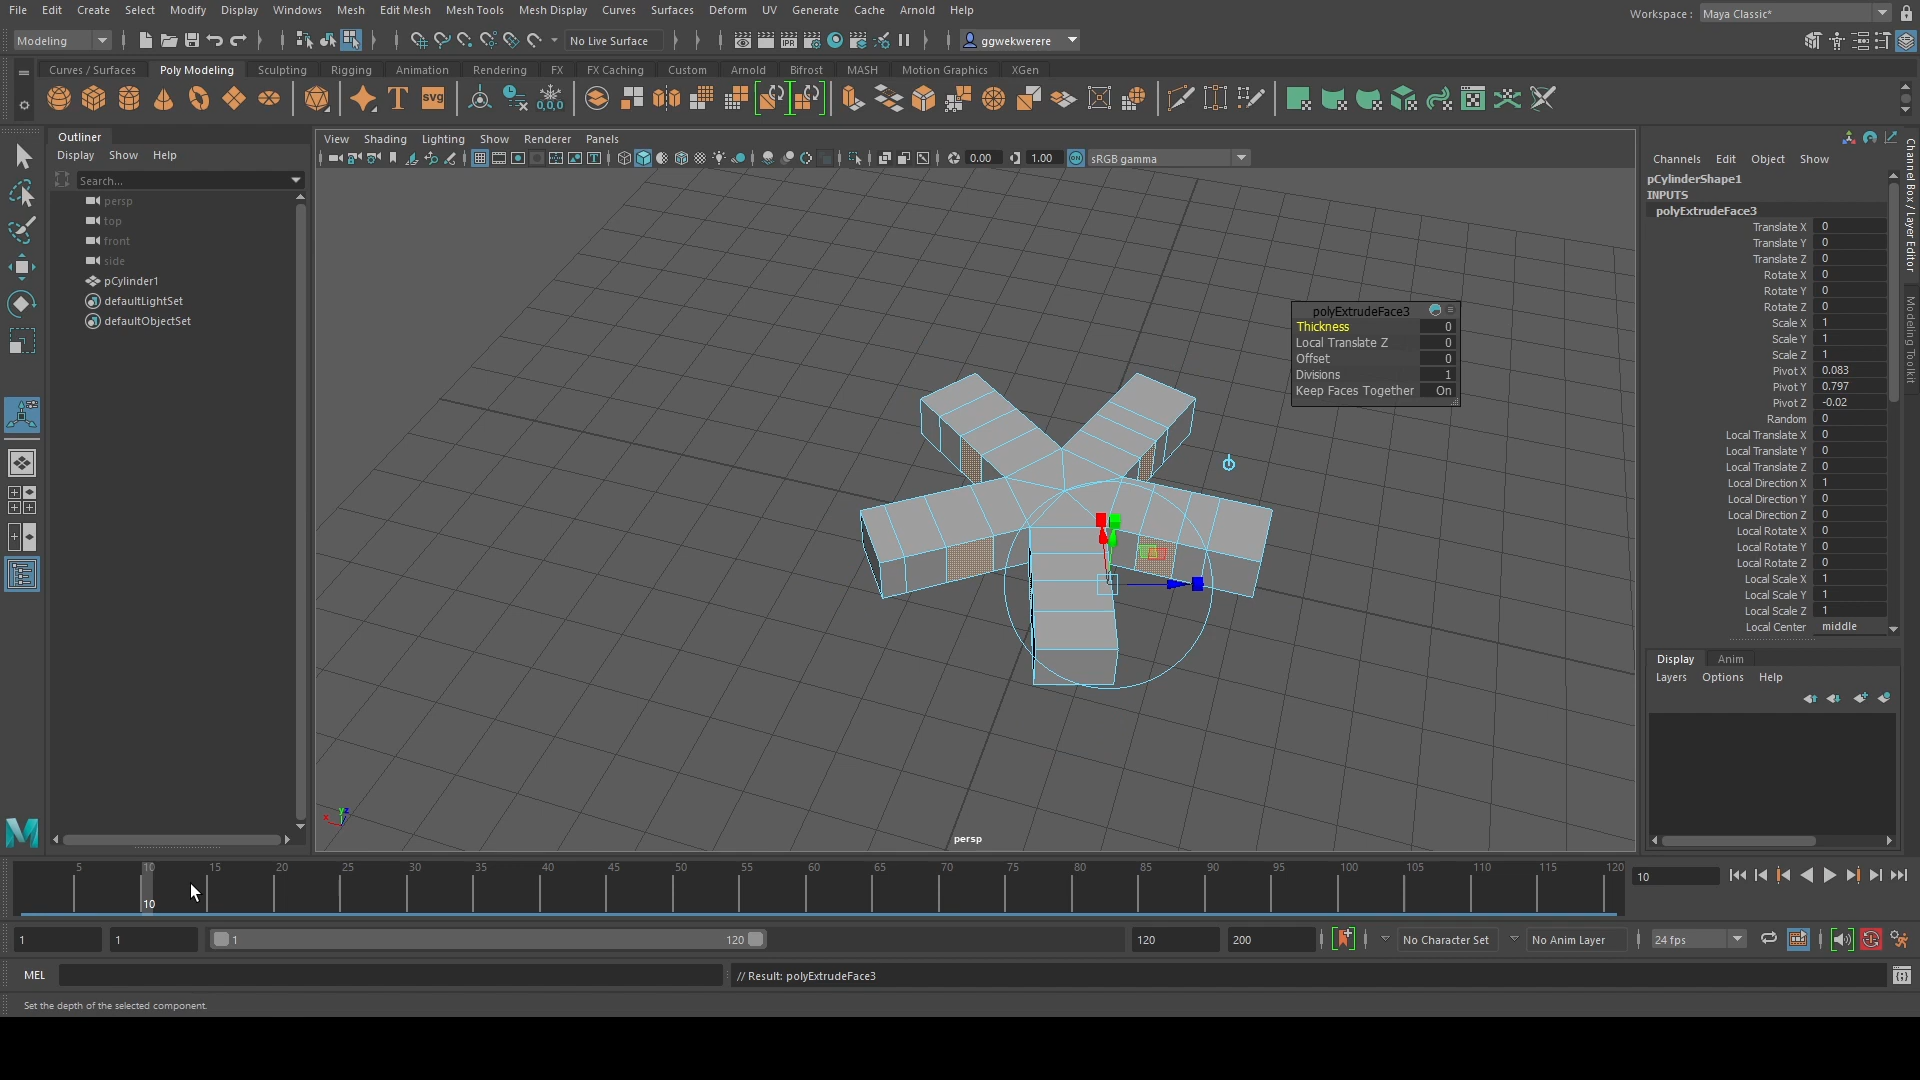 File Edit Create Select Modify Display Windows Mesh Edit Mesh Mesh Tools Mesh Display Curves Surfaces Deform UV Generate Cache Arnold Help
Workspace : Maya Classic*
Modeling No Live Surface ggwekwerere
Curves / Surfaces Poly Modeling Sculpting Rigging Animation Rendering FX FX Caching Custom Arnold Bifrost MASH Motion Graphics XGen
Outliner
Display Show Help
Search...
persp
top
front
side
pCylinder1
defaultLightSet
defaultObjectSet
View Shading Lighting Show Renderer Panels
0.00 1.00 sRGB gamma
polyExtrudeFace3
Thickness 0
Local Translate Z 0
Offset 0
Divisions 1
Keep Faces Together On
persp
Channels Edit Object Show
pCylinderShape1
INPUTS
polyExtrudeFace3
Translate X 0
Translate Y 0
Translate Z 0
Rotate X 0
Rotate Y 0
Rotate Z 0
Scale X 1
Scale Y 1
Scale Z 1
Pivot X 0.083
Pivot Y 0.797
Pivot Z -0.02
Random 0
Local Translate X 0
Local Translate Y 0
Local Translate Z 0
Local Direction X 1
Local Direction Y 0
Local Direction Z 0
Local Rotate X 0
Local Rotate Y 0
Local Rotate Z 0
Local Scale X 1
Local Scale Y 1
Local Scale Z 1
Local Center middle
Channel Box / Layer Editor
Modeling Toolkit
Display Anim
Layers Options Help
5 10 15 20 25 30 35 40 45 50 55 60 65 70 75 80 85 90 95 100 105 110 115 120
10
10
1 1 1 120 120 200 No Character Set No Anim Layer 24 fps
MEL // Result: polyExtrudeFace3
Set the depth of the selected component.